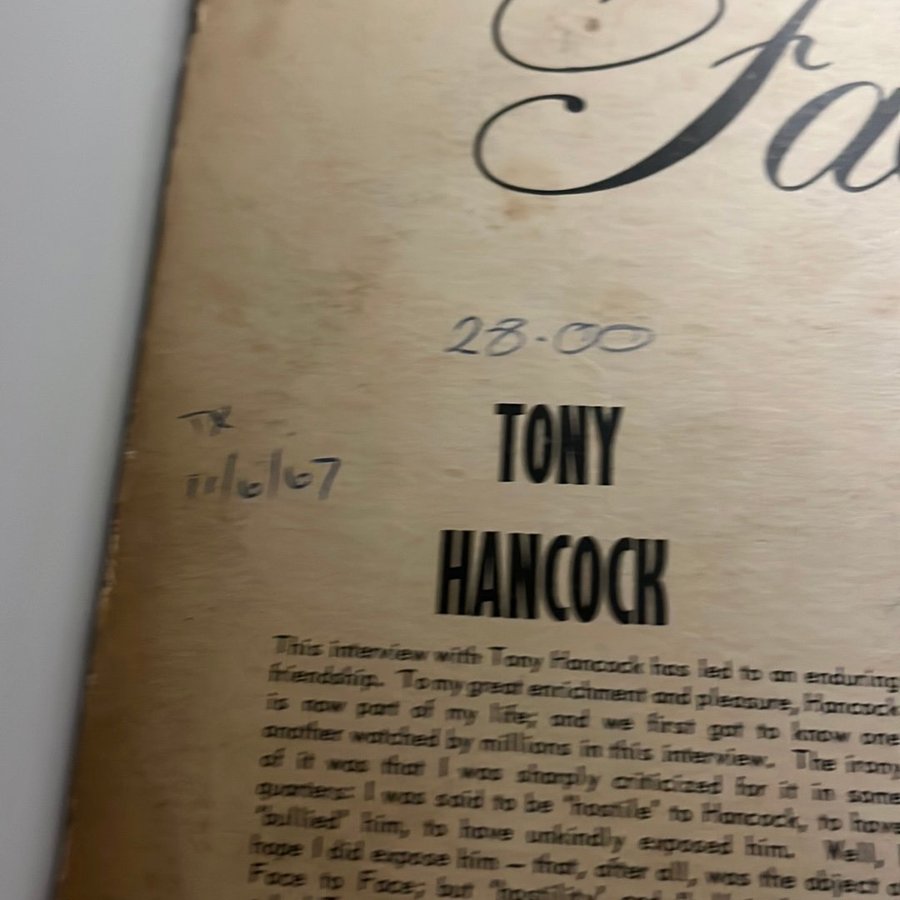 Fa
28.00
TONY
TX
11/6/67
HANCOCK
This interview with Tony Hancock has led to an enduring
friendship. To my great enrichment and pleasure, Hancock
is now part of my life; and we first got to know one
another watched by millions in this interview. The irony
of it was that I was sharply criticized for it in some
quarters: I was said to be "hostile" to Hancock, to have
"bullied" him, to have unkindly exposed him. Well, I
hope I did expose him — that, after all, was the object
Face to Face; but "hostility", and